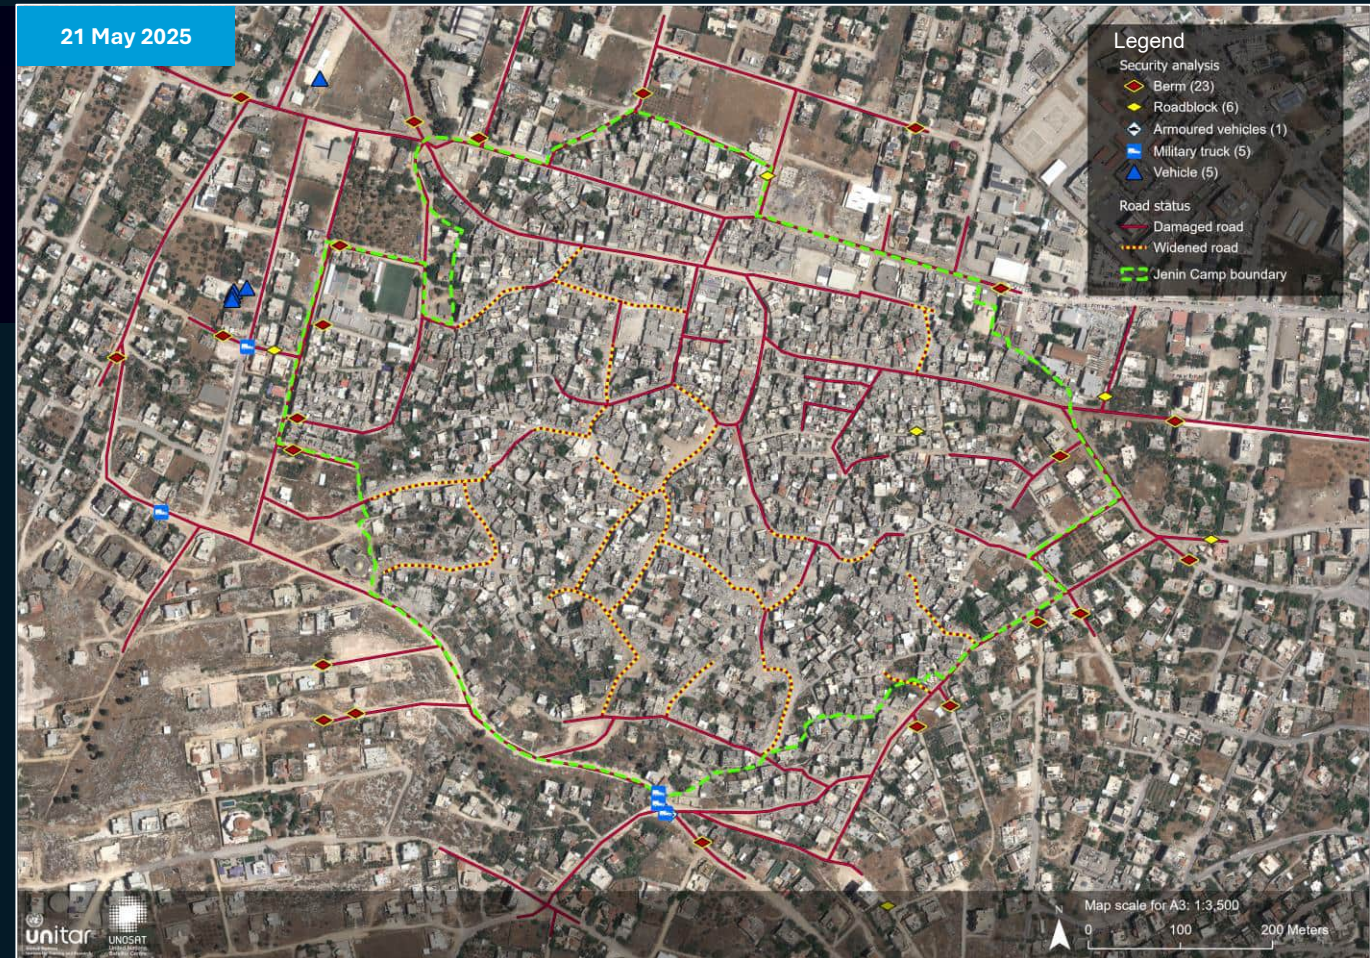 21 May 2025
Legend
Security analysis
Berm (23)
Roadblock (6)
Armoured vehicles (1)
Military truck (5)
Vehicle (5)
Road status
Damaged road
Widened road
Jenin Camp boundary
Map scale for A3: 1:3,500
N
0 100 200 Meters
unitar
UNOSAT